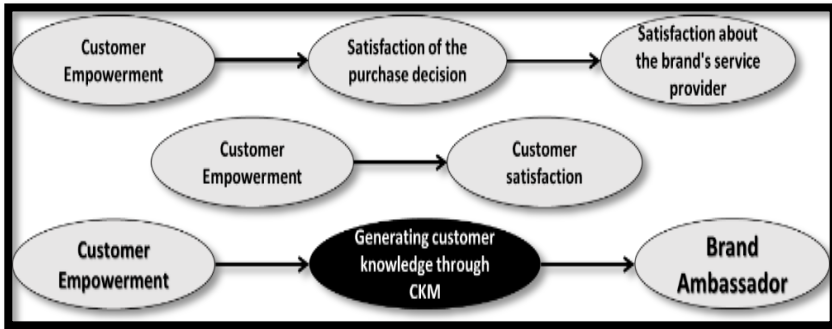 Customer
Empowerment
Satisfaction of the
purchase decision
Satisfaction about
the brand's service
provider
Customer
Empowerment
Customer
satisfaction
Customer
Empowerment
Generating customer
knowledge through
CKM
Brand
Ambassador